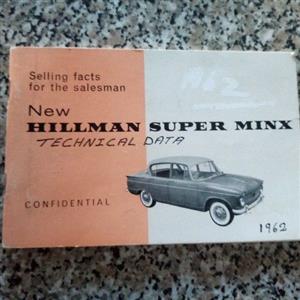 Selling facts
for the salesman
1962
New
HILLMAN SUPER MINX
TECHNICAL DATA
CONFIDENTIAL
1962